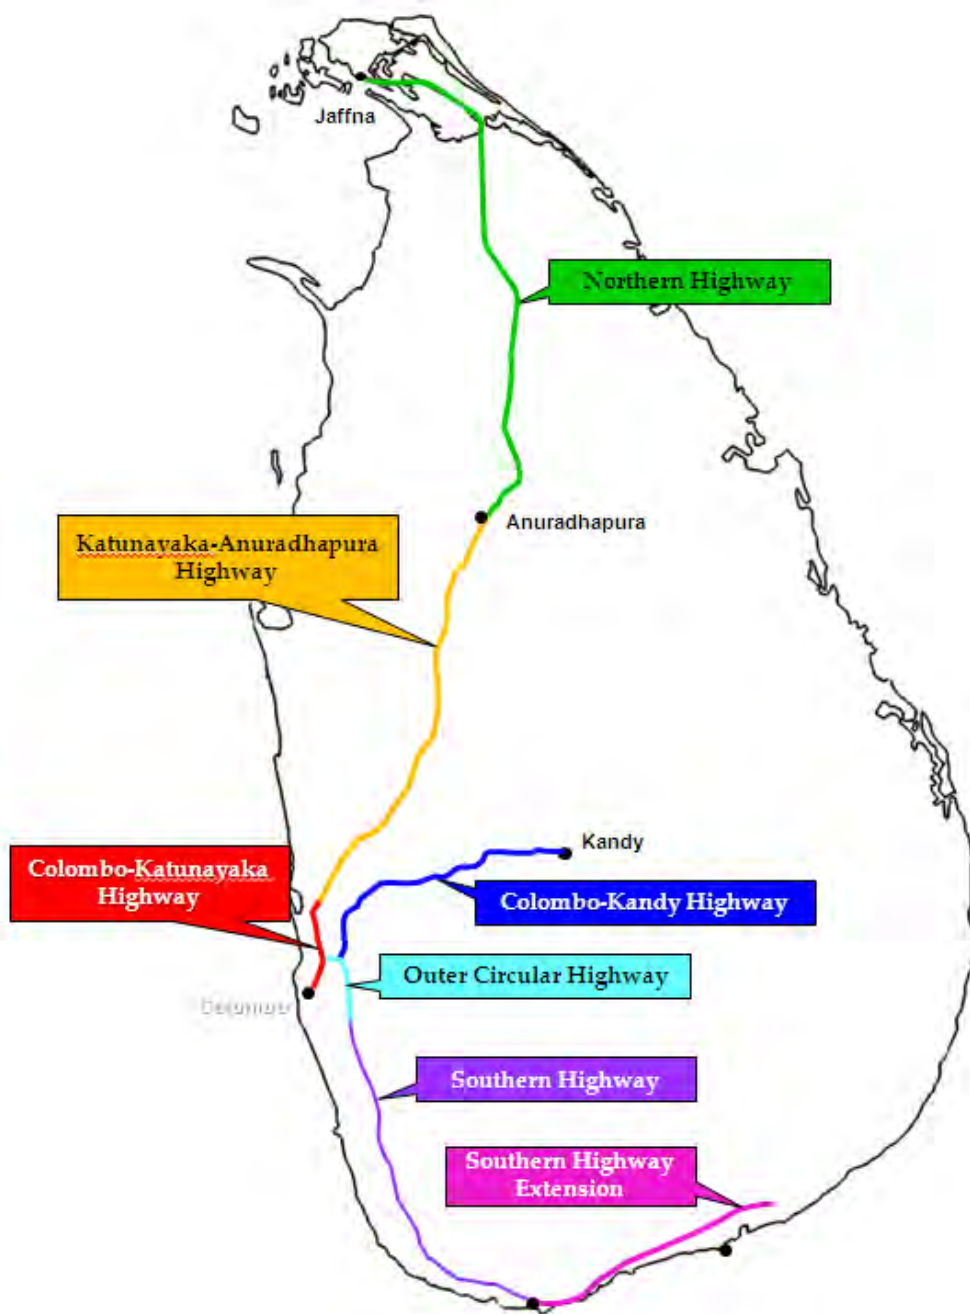 Jaffna
Northern Highway
Anuradhapura
Katunayaka-Anuradhapura
Highway
Kandy
Colombo-Katunayaka
Highway
Colombo-Kandy Highway
Outer Circular Highway
Colombo
Southern Highway
Southern Highway
Extension